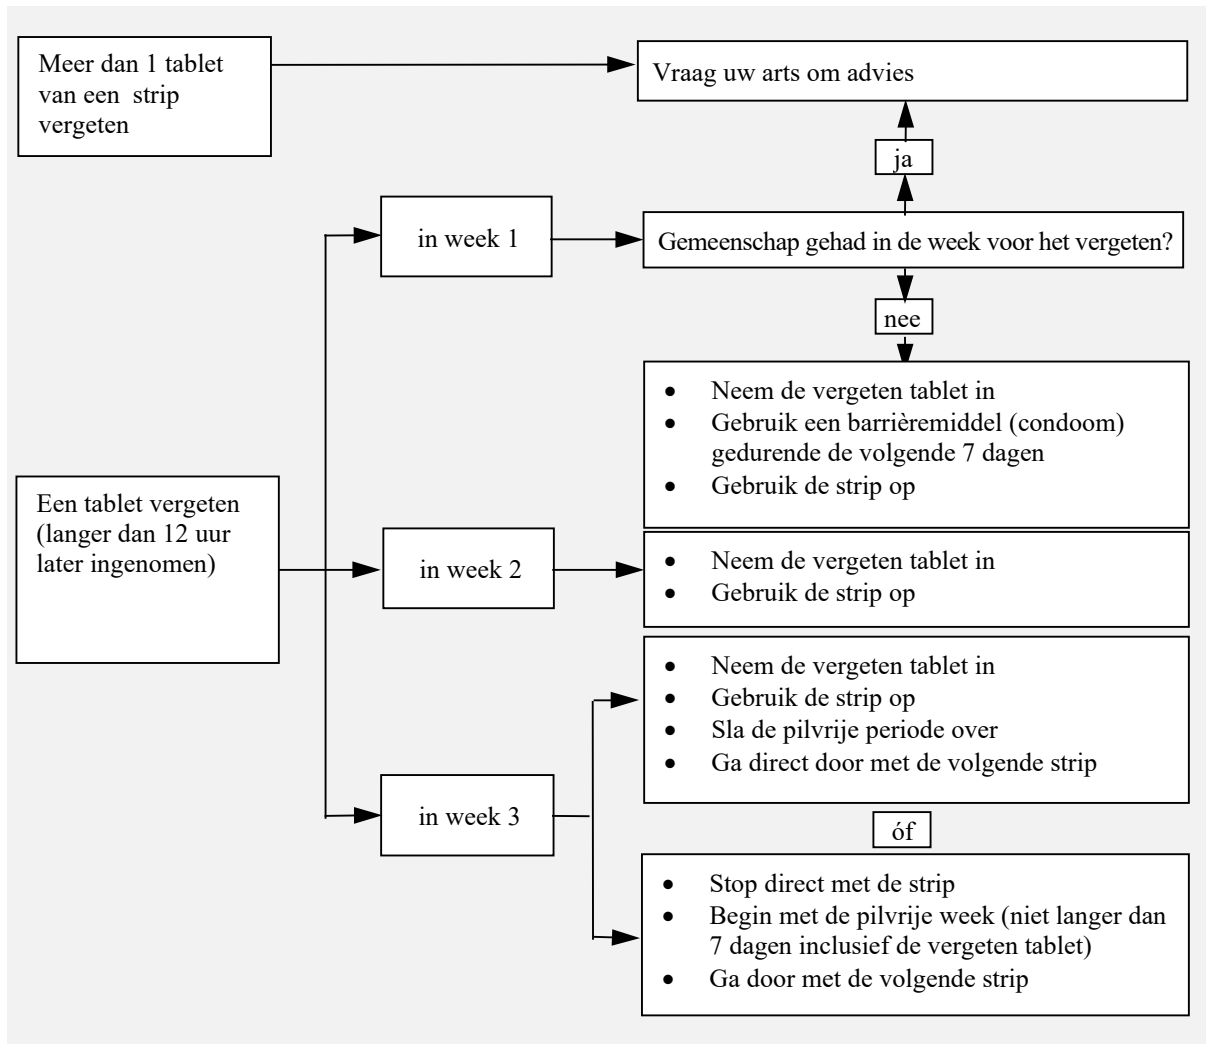 Meer dan 1 tablet
van een strip
vergeten
Vraag uw arts om advies
ja
in week 1
Gemeenschap gehad in de week voor het vergeten?
nee
• Neem de vergeten tablet in
• Gebruik een barrièremiddel (condoom)
gedurende de volgende 7 dagen
• Gebruik de strip op
Een tablet vergeten
(langer dan 12 uur
later ingenomen)
in week 2
• Neem de vergeten tablet in
• Gebruik de strip op
in week 3
• Neem de vergeten tablet in
• Gebruik de strip op
• Sla de pilvrije periode over
• Ga direct door met de volgende strip
óf
• Stop direct met de strip
• Begin met de pilvrije week (niet langer dan
7 dagen inclusief de vergeten tablet)
• Ga door met de volgende strip